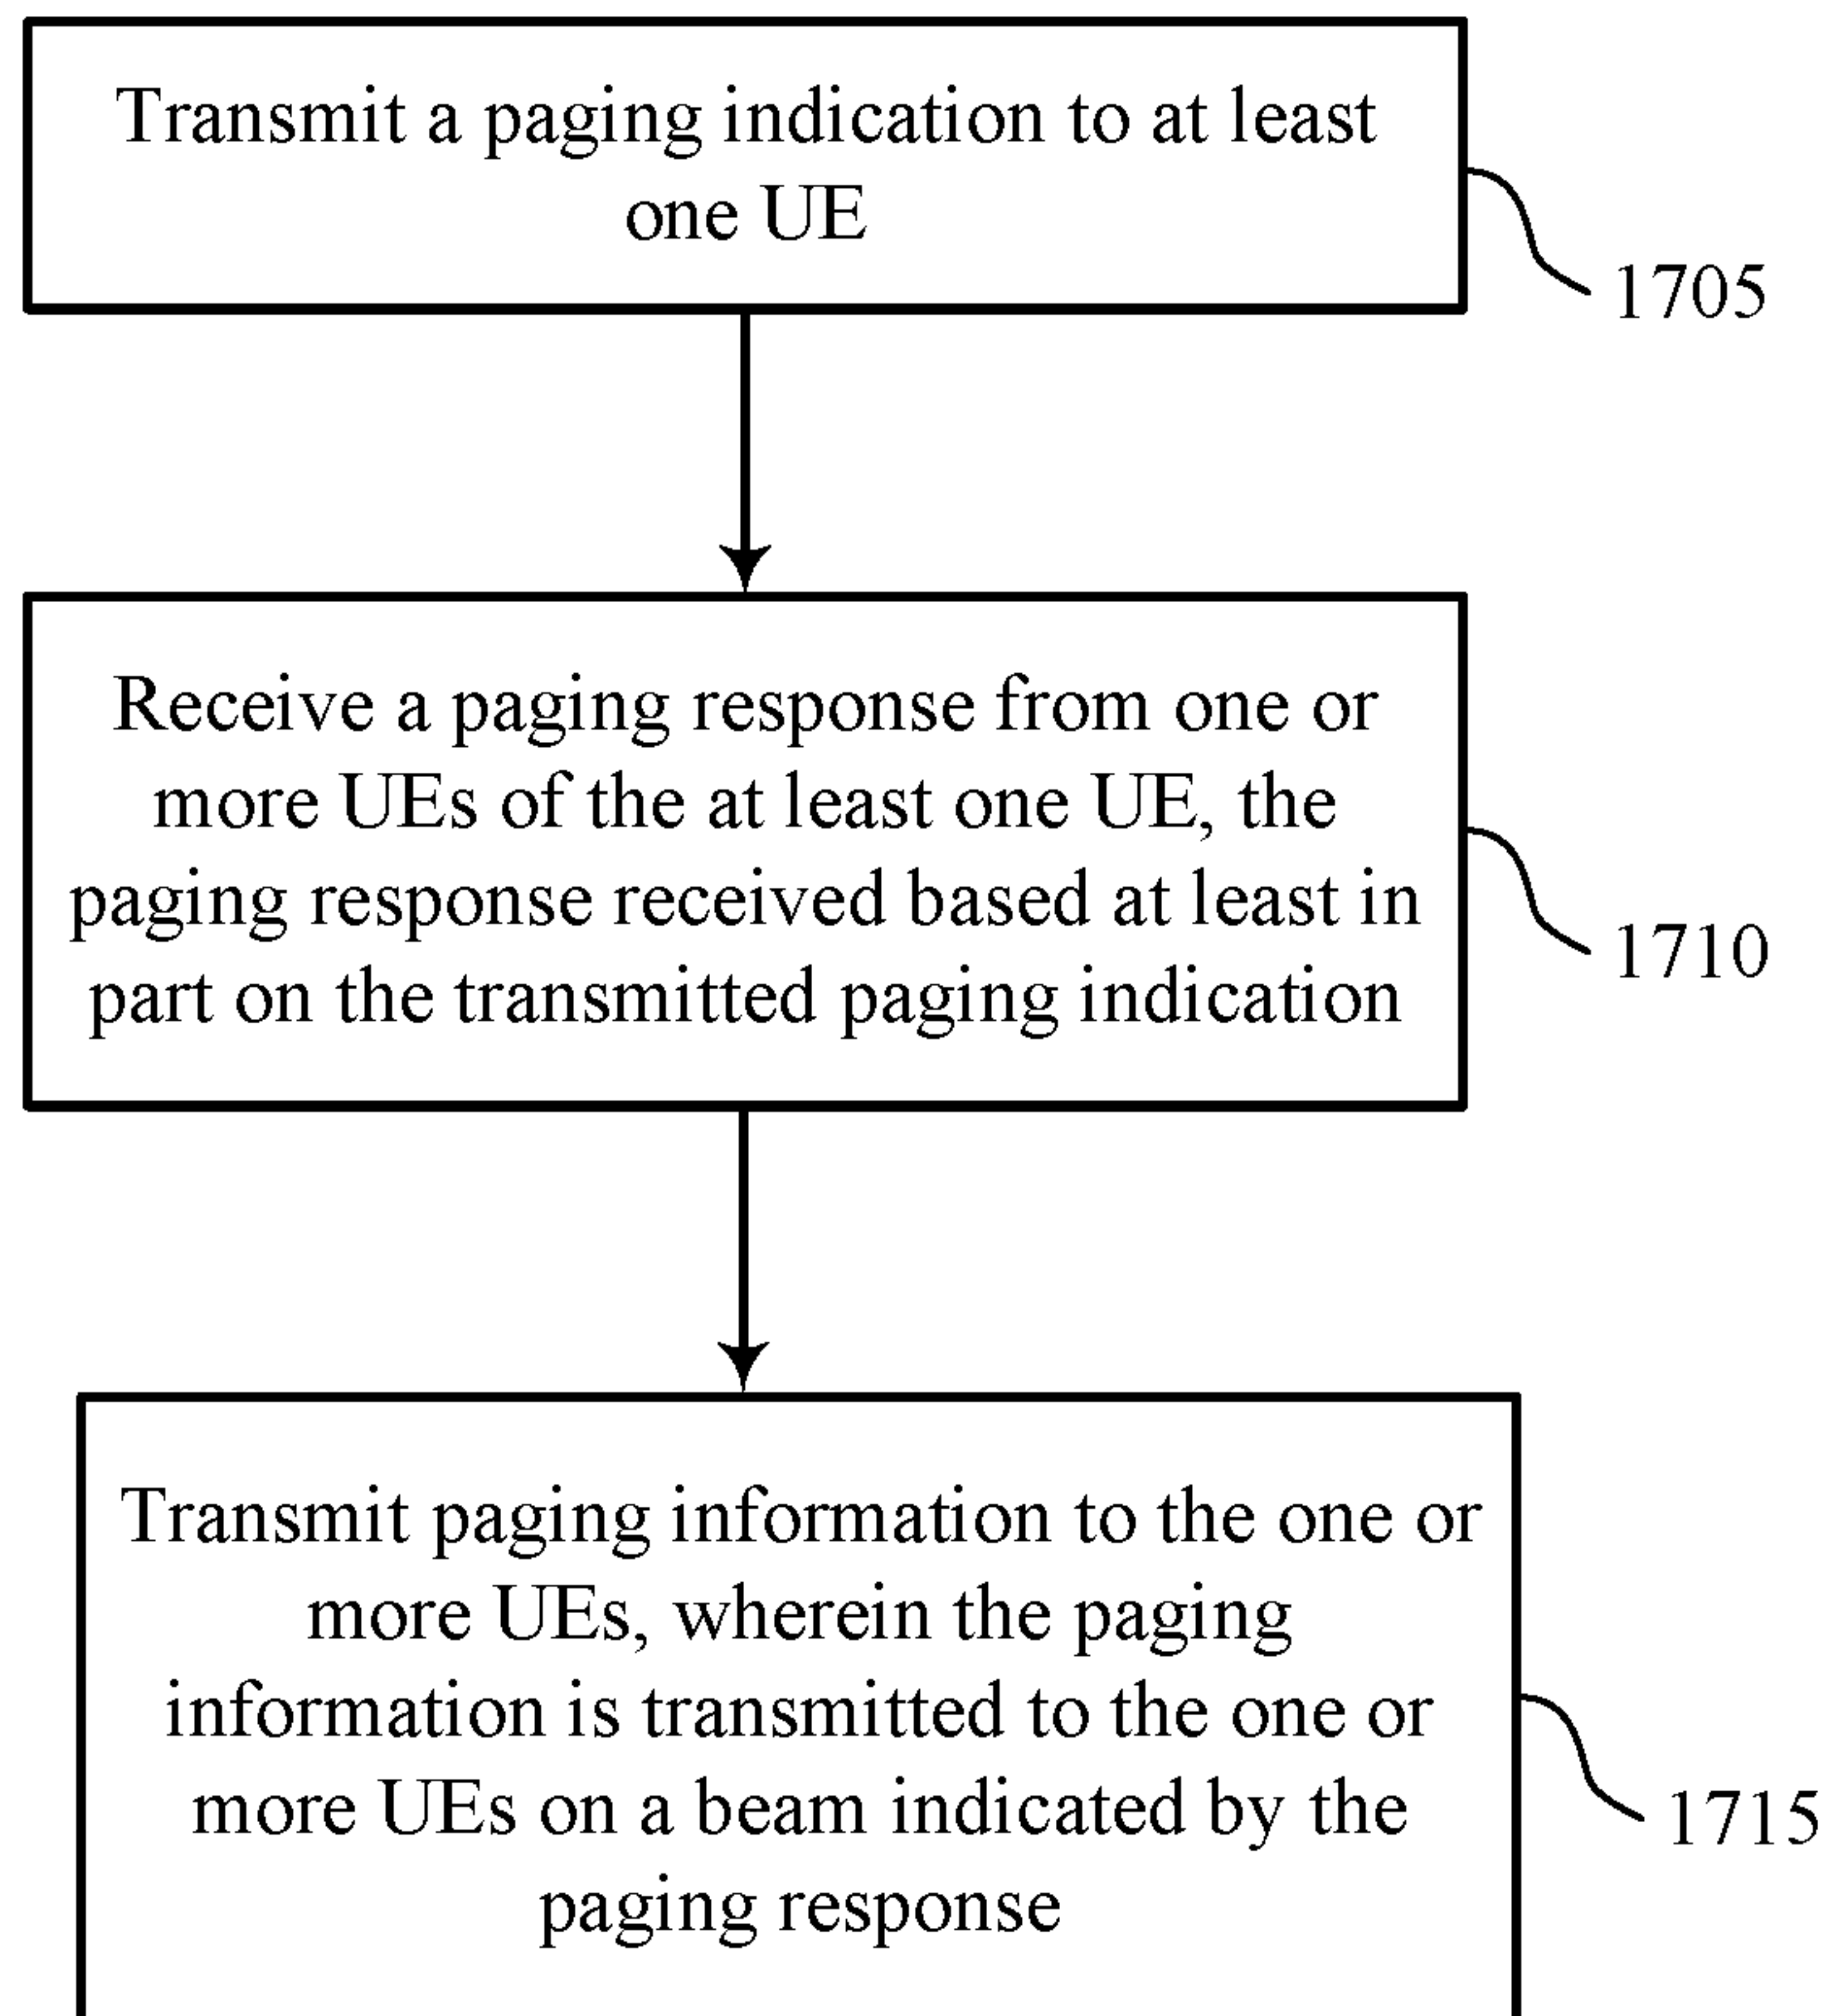 Transmit a paging indication to at least
one UE
1705
Receive a paging response from one or
more UEs of the at least one UE, the
paging response received based at least in
part on the transmitted paging indication
1710
Transmit paging information to the one or
more UEs, wherein the paging
information is transmitted to the one or
more UEs on a beam indicated by the
paging response
1715